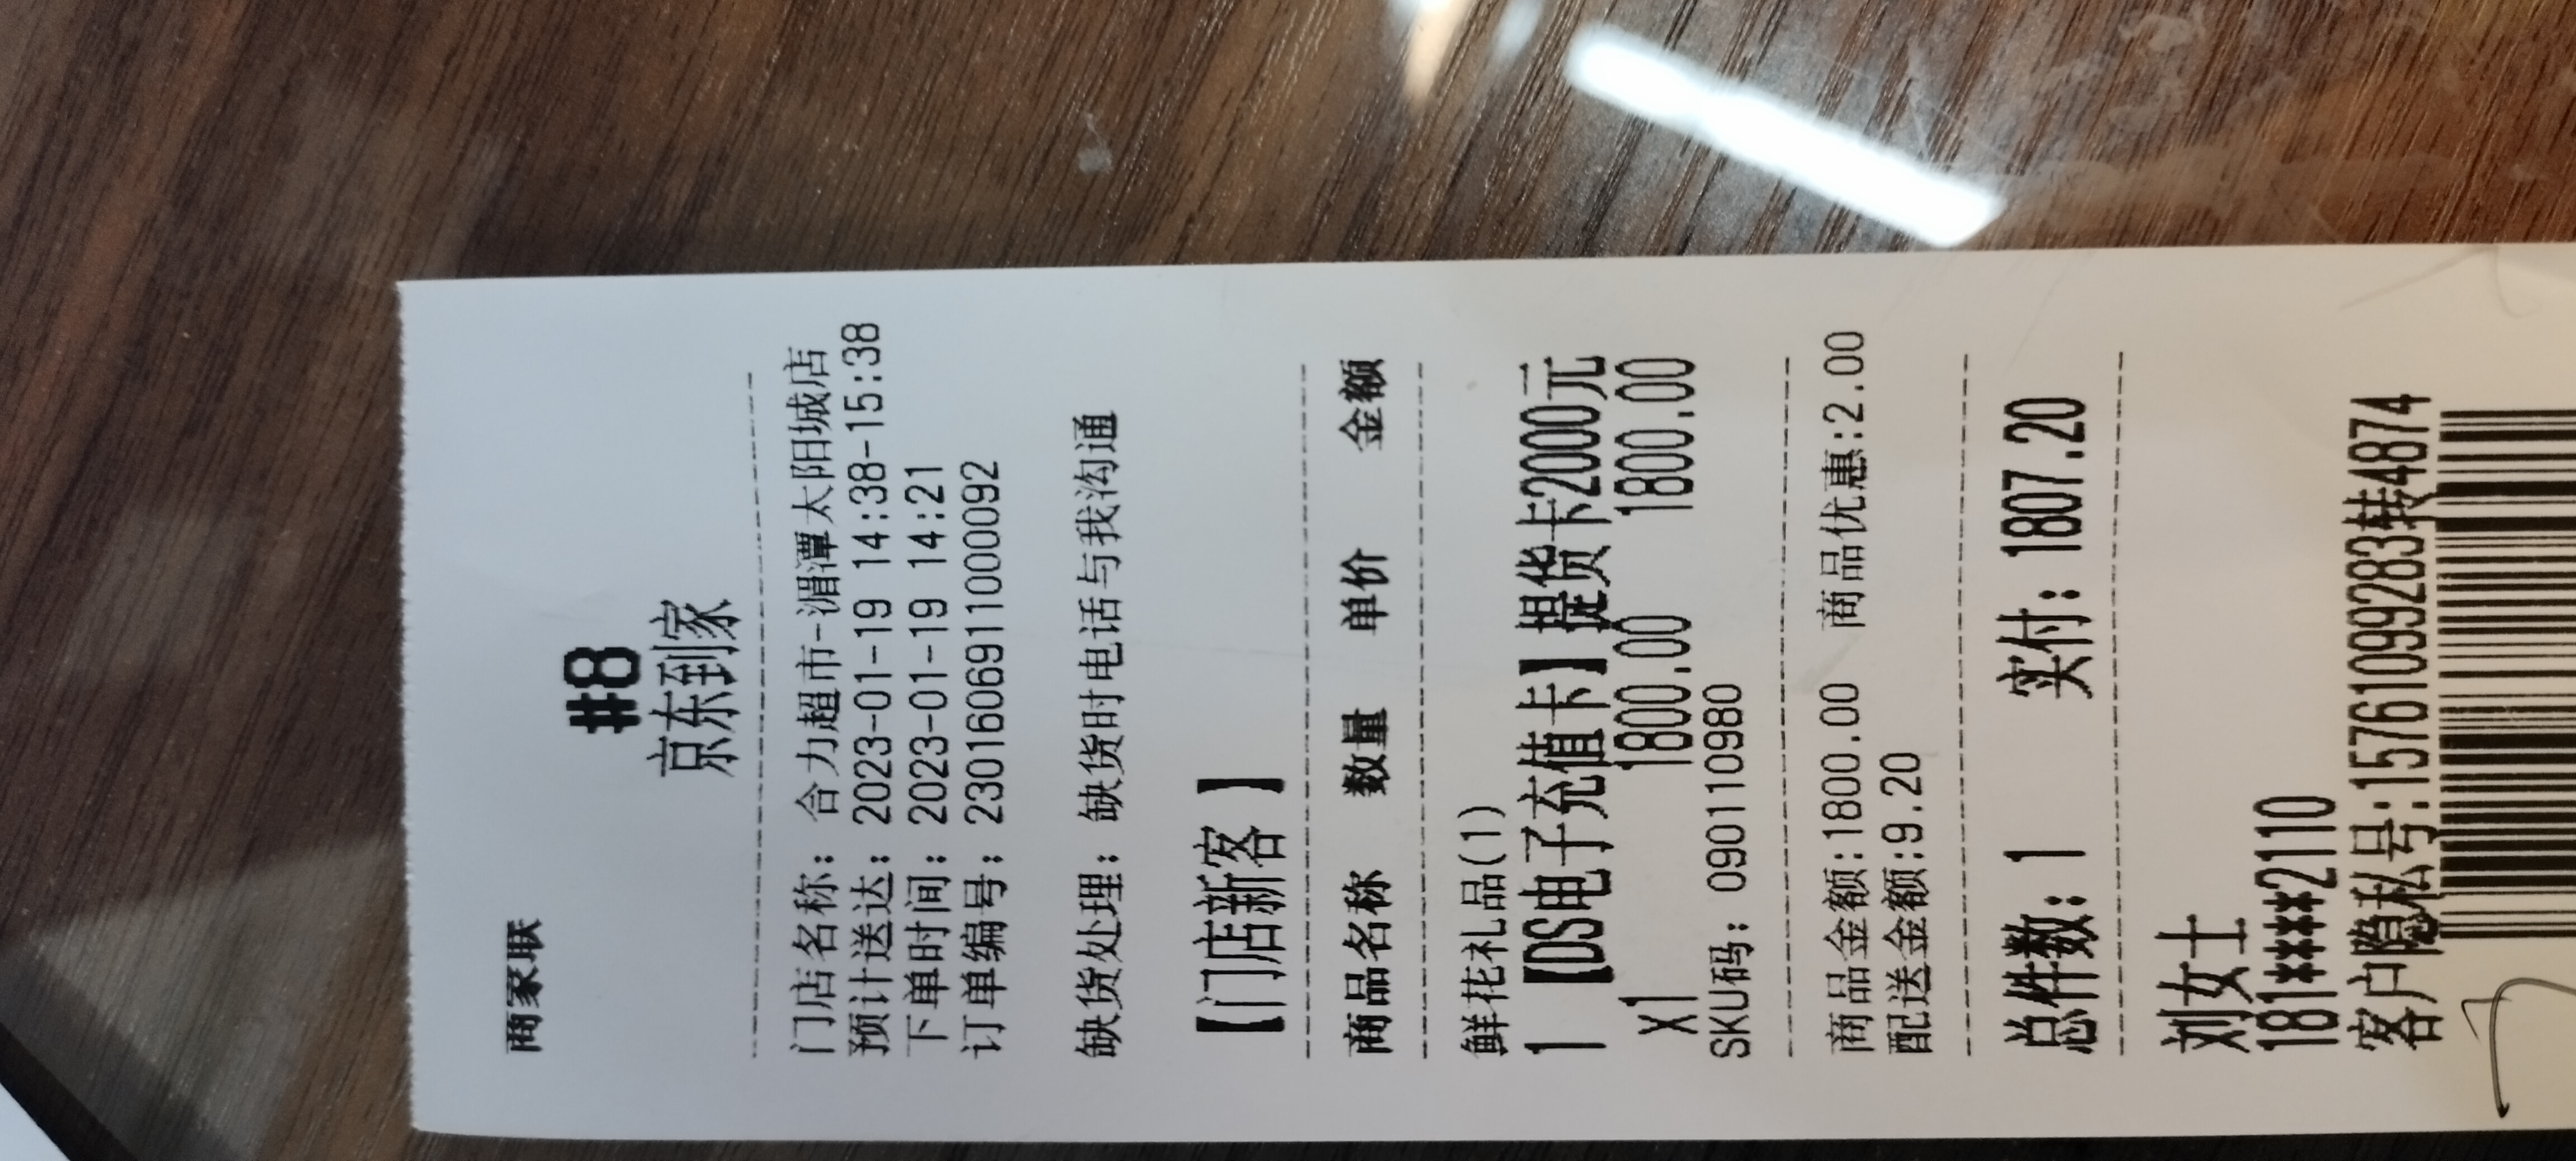 商家联
#8
京东到家
门店名称: 合力超市-湄潭太阳城店
预计送达: 2023-01-19 14:38-15:38
下单时间: 2023-01-19 14:21
订单编号: 2301606911000092
缺货处理: 缺货时电话与我沟通
【门店新客 】
商品名称 数量 单价 金额
鲜花礼品(1)
1 【DS电子充值卡】提货卡2000元
x1 1800.00 1800.00
SKU码: 0901110980
商品金额:1800.00 商品优惠:2.00
配送金额:9.20
总件数: 1 实付: 1807.20
刘女士
181****2110
客户隐私号:15761099283转4874